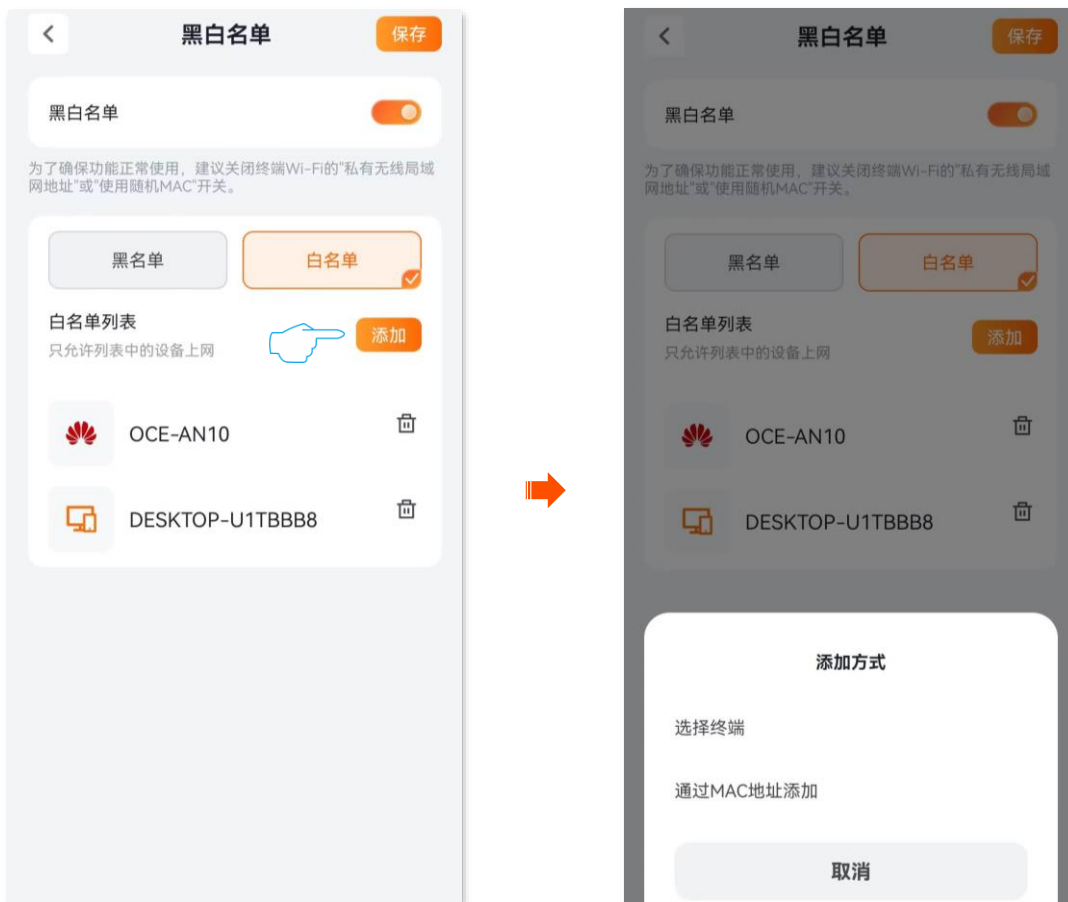 黑白名单
保存
黑白名单
为了确保功能正常使用，建议关闭终端Wi-Fi的“私有无线局域
网地址”或“使用随机MAC”开关。
黑名单
白名单
白名单列表
添加
只允许列表中的设备上网
OCE-AN10
DESKTOP-U1TBBB8
黑白名单
保存
黑白名单
为了确保功能正常使用，建议关闭终端Wi-Fi的“私有无线局域
网地址”或“使用随机MAC”开关。
黑名单
白名单
白名单列表
添加
只允许列表中的设备上网
OCE-AN10
DESKTOP-U1TBBB8
添加方式
选择终端
通过MAC地址添加
取消